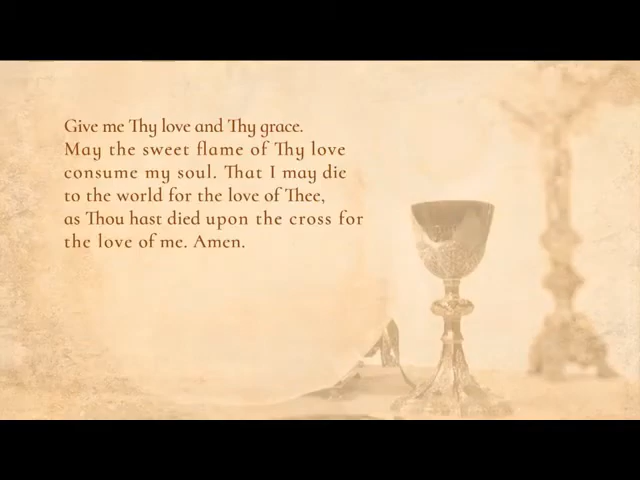 Give me Thy love and Thy grace.
May the sweet flame of Thy love
consume my soul. That I may die
to the world for the love of Thee,
as Thou hast died upon the cross for
the love of me. Amen.